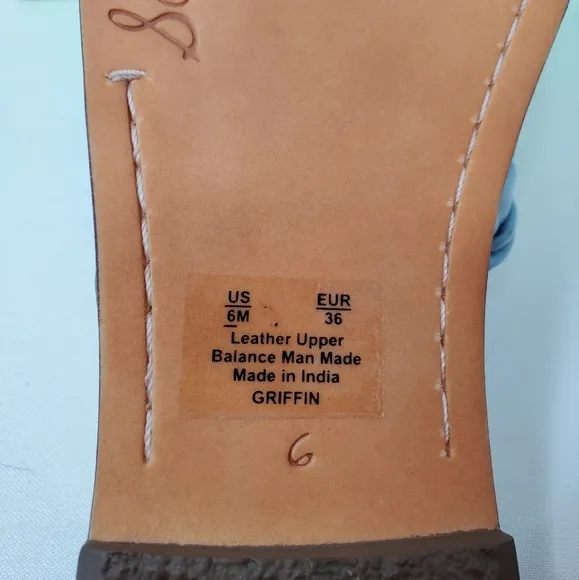 US EUR
6M 36
Leather Upper
Balance Man Made
Made in India
GRIFFIN
6